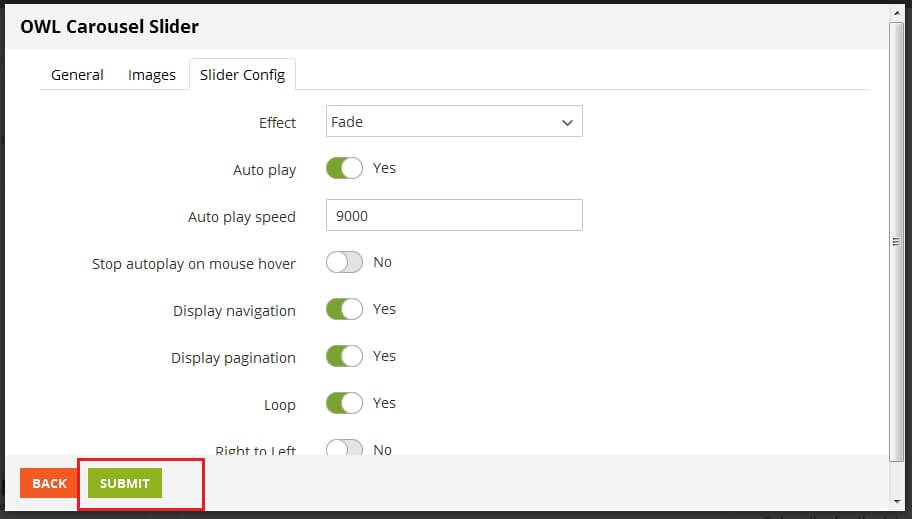 OWL Carousel Slider
General Images Slider Config
Effect Fade
Auto play Yes
Auto play speed 9000
Stop autoplay on mouse hover No
Display navigation Yes
Display pagination Yes
Loop Yes
Right to Left No
BACK SUBMIT